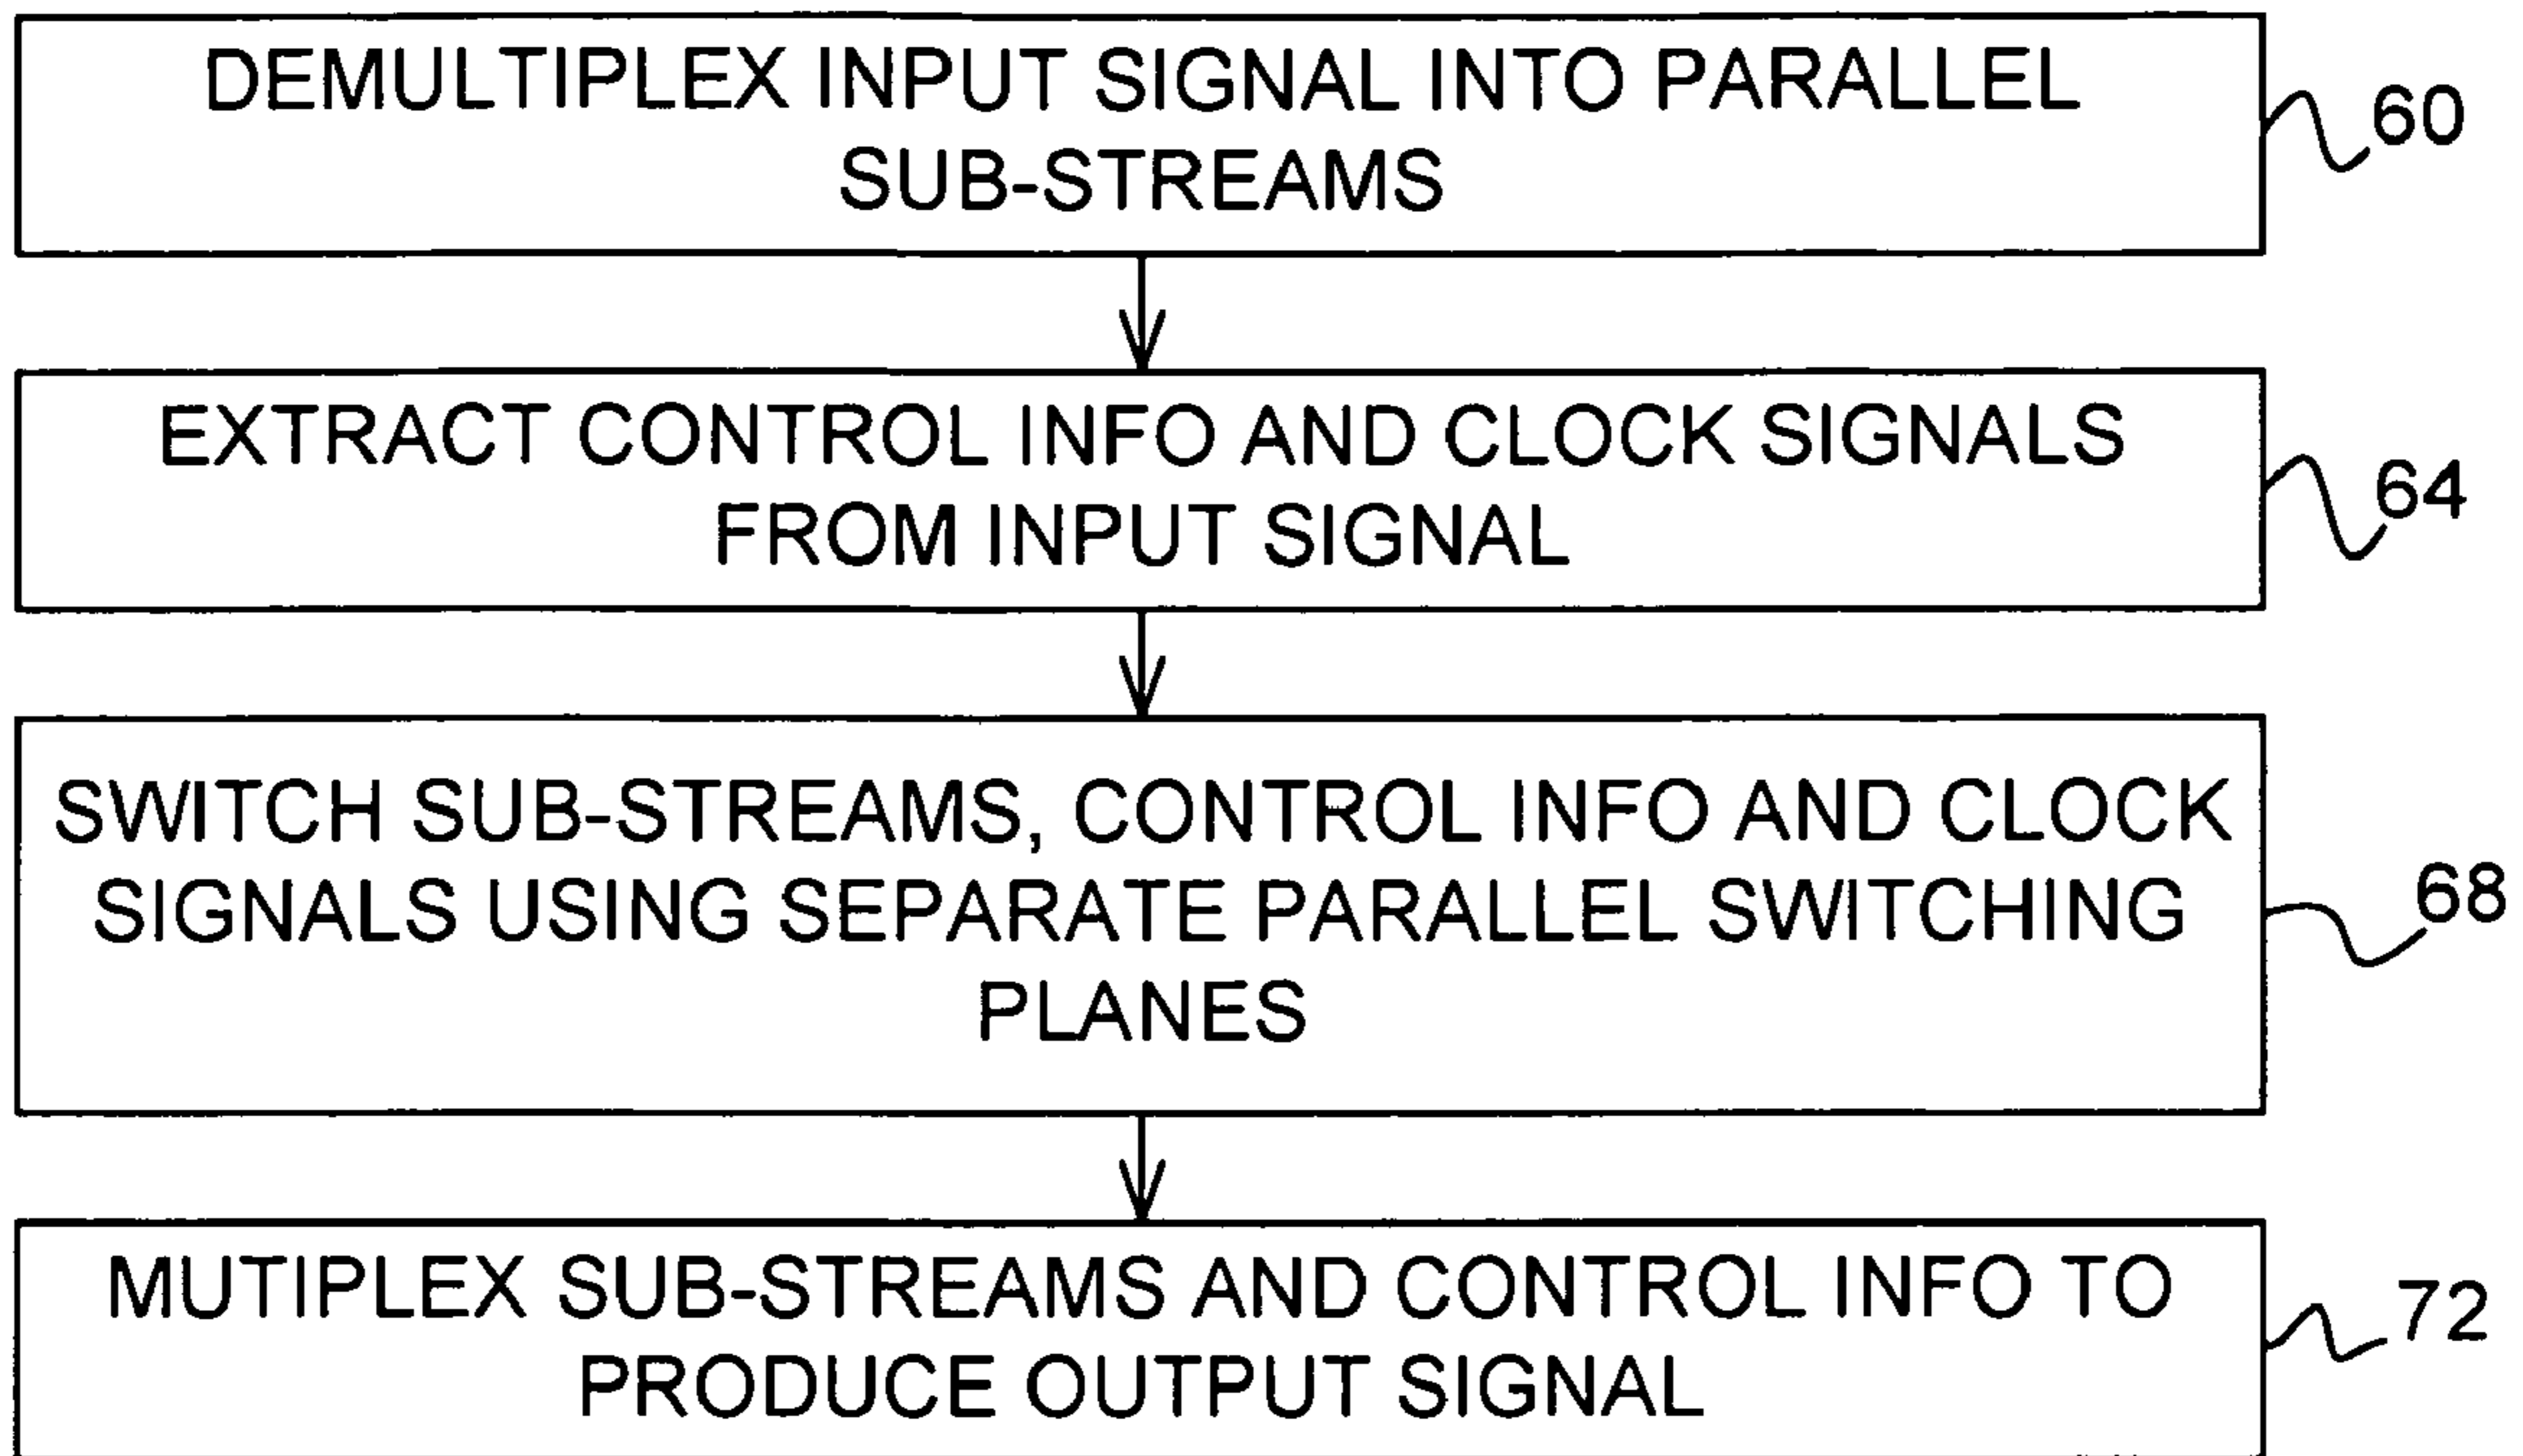 DEMULTIPLEX INPUT SIGNAL INTO PARALLEL
SUB-STREAMS
60
EXTRACT CONTROL INFO AND CLOCK SIGNALS
FROM INPUT SIGNAL
64
SWITCH SUB-STREAMS, CONTROL INFO AND CLOCK
SIGNALS USING SEPARATE PARALLEL SWITCHING
PLANES
68
MUTIPLEX SUB-STREAMS AND CONTROL INFO TO
PRODUCE OUTPUT SIGNAL
72